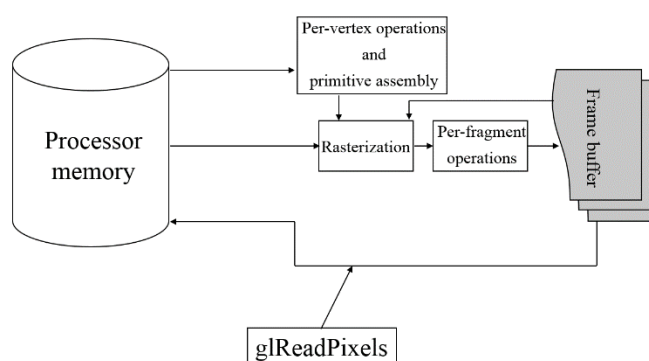 Per-vertex operations
and
primitive assembly
Processor
memory
Rasterization
Per-fragment
operations
Frame buffer
glReadPixels